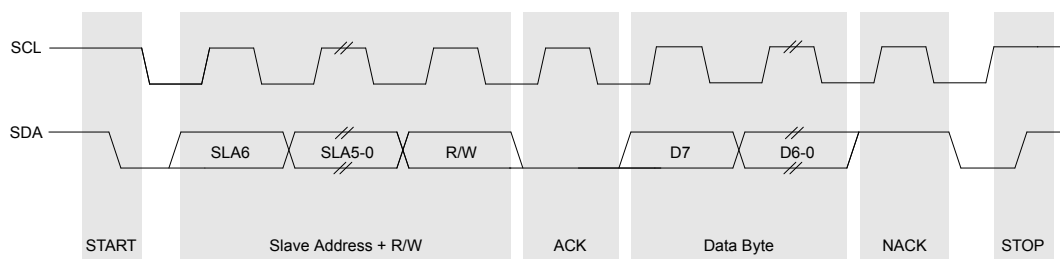 SCL
SDA
SLA6 SLA5-0 R/W D7 D6-0
START Slave Address + R/W ACK Data Byte NACK STOP